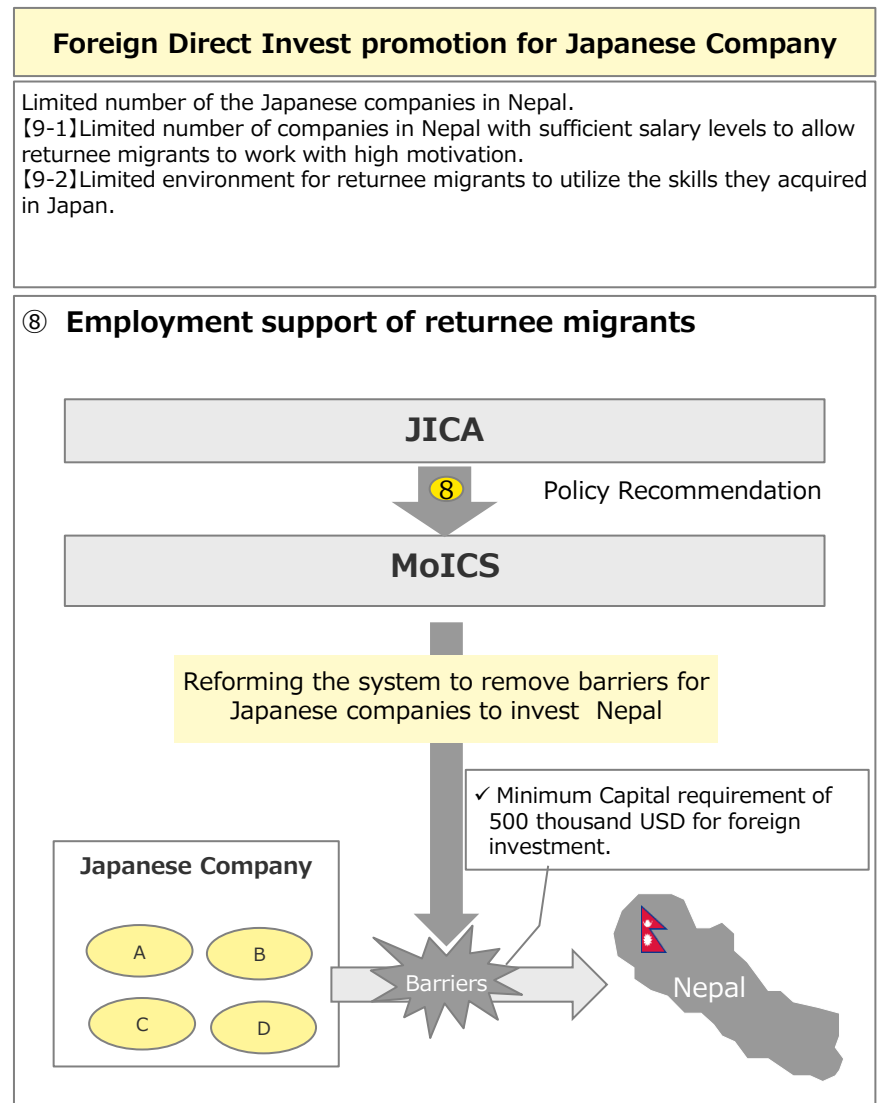 Foreign Direct Invest promotion for Japanese Company
Limited number of the Japanese companies in Nepal.
【9-1】Limited number of companies in Nepal with sufficient salary levels to allow
returnee migrants to work with high motivation.
【9-2】Limited environment for returnee migrants to utilize the skills they acquired
in Japan.
⑧ Employment support of returnee migrants
JICA
8 Policy Recommendation
MoICS
Reforming the system to remove barriers for
Japanese companies to invest Nepal
✓ Minimum Capital requirement of
500 thousand USD for foreign
investment.
Japanese Company
A
B
C
D
Barriers
Nepal